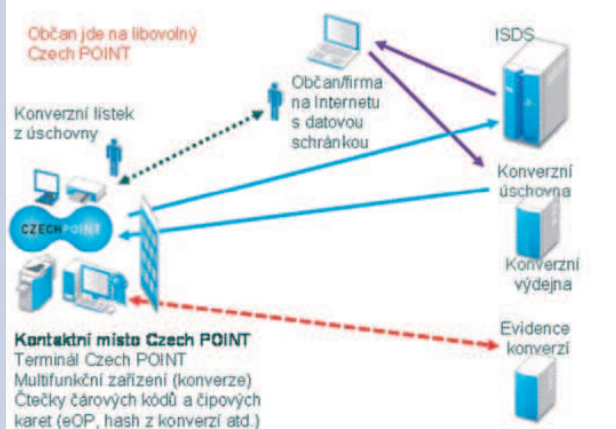 Občan jde na libovolný
Czech POINT
ISDS
Občan/firma
na Internetu
s datovou
schránkou
Konverzní lístek
z úschovny
Konverzní
úschovna
CZECHPOINT
Konverzní
výdejna
Evidence
konverzí
Kontaktní místo Czech POINT
Terminál Czech POINT
Multifunkční zařízení (konverze)
Čtečky čárových kódů a čipových
karet (eOP, hash z konverzí atd.)